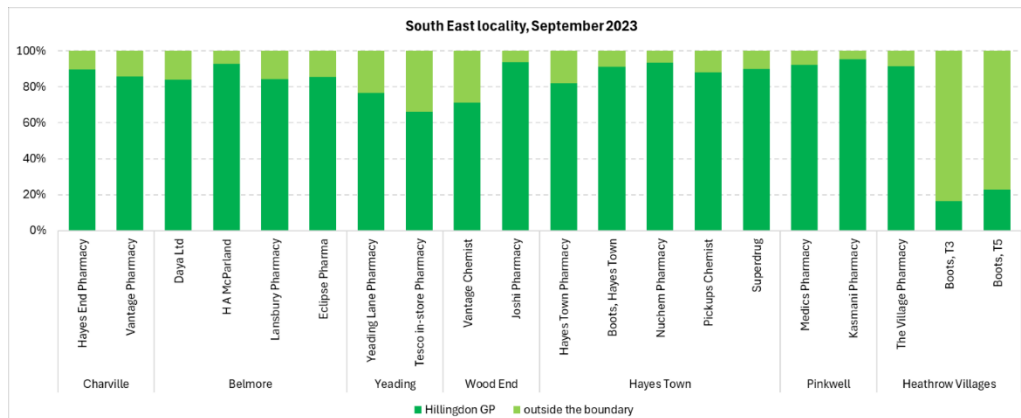 South East locality, September 2023
100%
80%
60%
40%
20%
0%
Hayes End Pharmacy
Vantage Pharmacy
Daya Ltd
H A McParland
Lansbury Pharmacy
Eclipse Pharma
Yeading Lane Pharmacy
Tesco in-store Pharmacy
Vantage Chemist
Joshi Pharmacy
Hayes Town Pharmacy
Boots, Hayes Town
Nuchem Pharmacy
Pickups Chemist
Superdrug
Medics Pharmacy
Kasmani Pharmacy
The Village Pharmacy
Boots, T3
Boots, T5
Charville
Belmore
Yeading
Wood End
Hayes Town
Pinkwell
Heathrow Villages
Hillingdon GP
outside the boundary